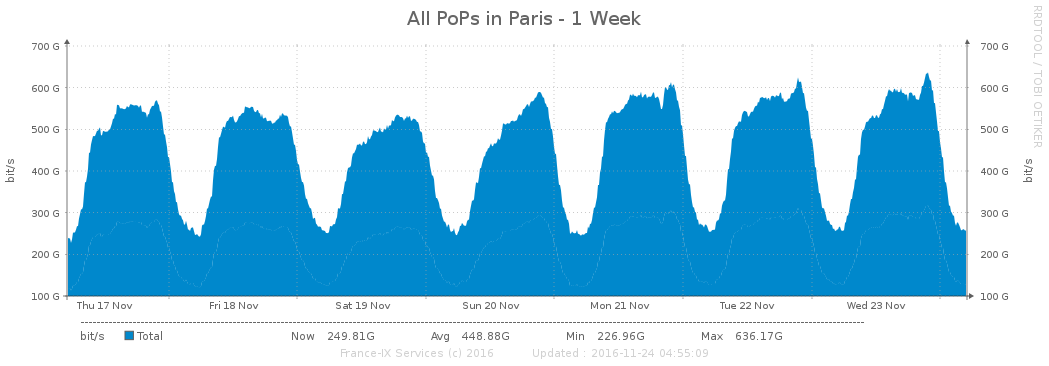 All PoPs in Paris - 1 Week
RRDTOOL / TOBI OETIKER
700 G 700 G
600 G 600 G
500 G 500 G
400 G 400 G
bit/s bit/s
300 G 300 G
200 G 200 G
100 G 100 G
Thu 17 Nov Fri 18 Nov Sat 19 Nov Sun 20 Nov Mon 21 Nov Tue 22 Nov Wed 23 Nov
bit/s Total Now 249.81G Avg 448.88G Min 226.96G Max 636.17G
France-IX Services (c) 2016 Updated : 2016-11-24 04:55:09